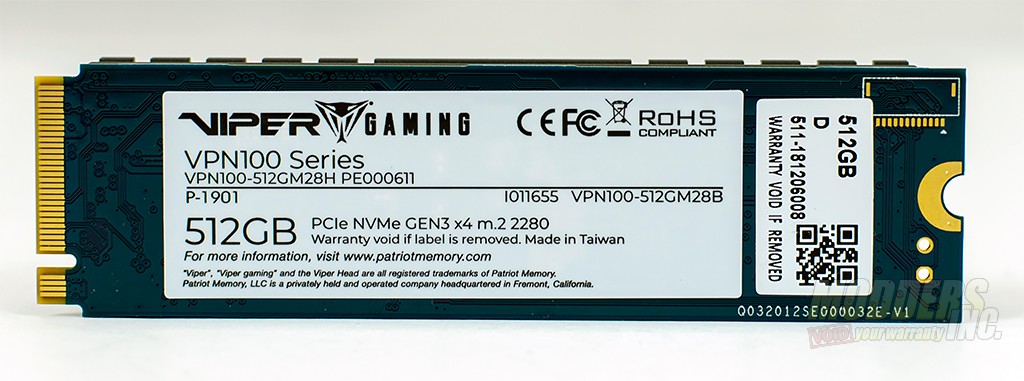 VIPER GAMING
CE FC RoHS
COMPLIANT
VPN100 Series
VPN100-512GM28H PE000611
P-1901 I011655 VPN100-512GM28B
512GB PCIe NVMe GEN3 x4 m.2 2280
Warranty void if label is removed. Made in Taiwan
For more information, visit www.patriotmemory.com
"Viper", "Viper gaming" and the Viper Head are all registered trademarks of Patriot Memory.
Patriot Memory, LLC is a privately held and operated company headquartered in Fremont, California.
512GB
D
511-181206008
WARRANTY VOID IF REMOVED
Q032012SE000032E-V1
MODDERS
VOID your warranty INC.